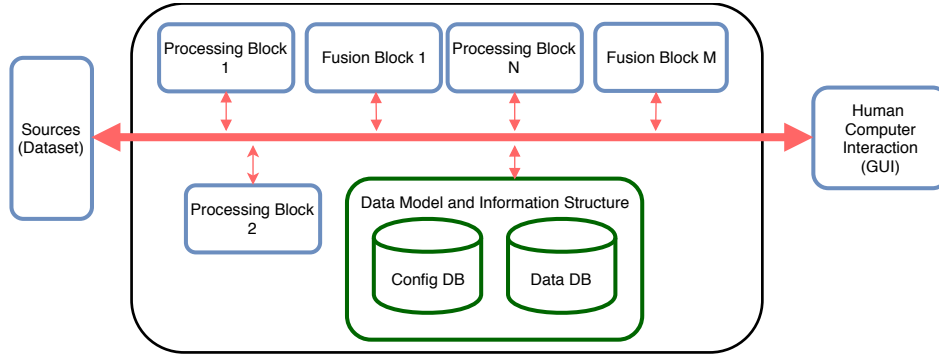 Processing Block
1
Fusion Block 1
Processing Block
N
Fusion Block M
Sources
(Dataset)
Human
Computer
Interaction
(GUI)
Processing Block
2
Data Model and Information Structure
Config DB
Data DB